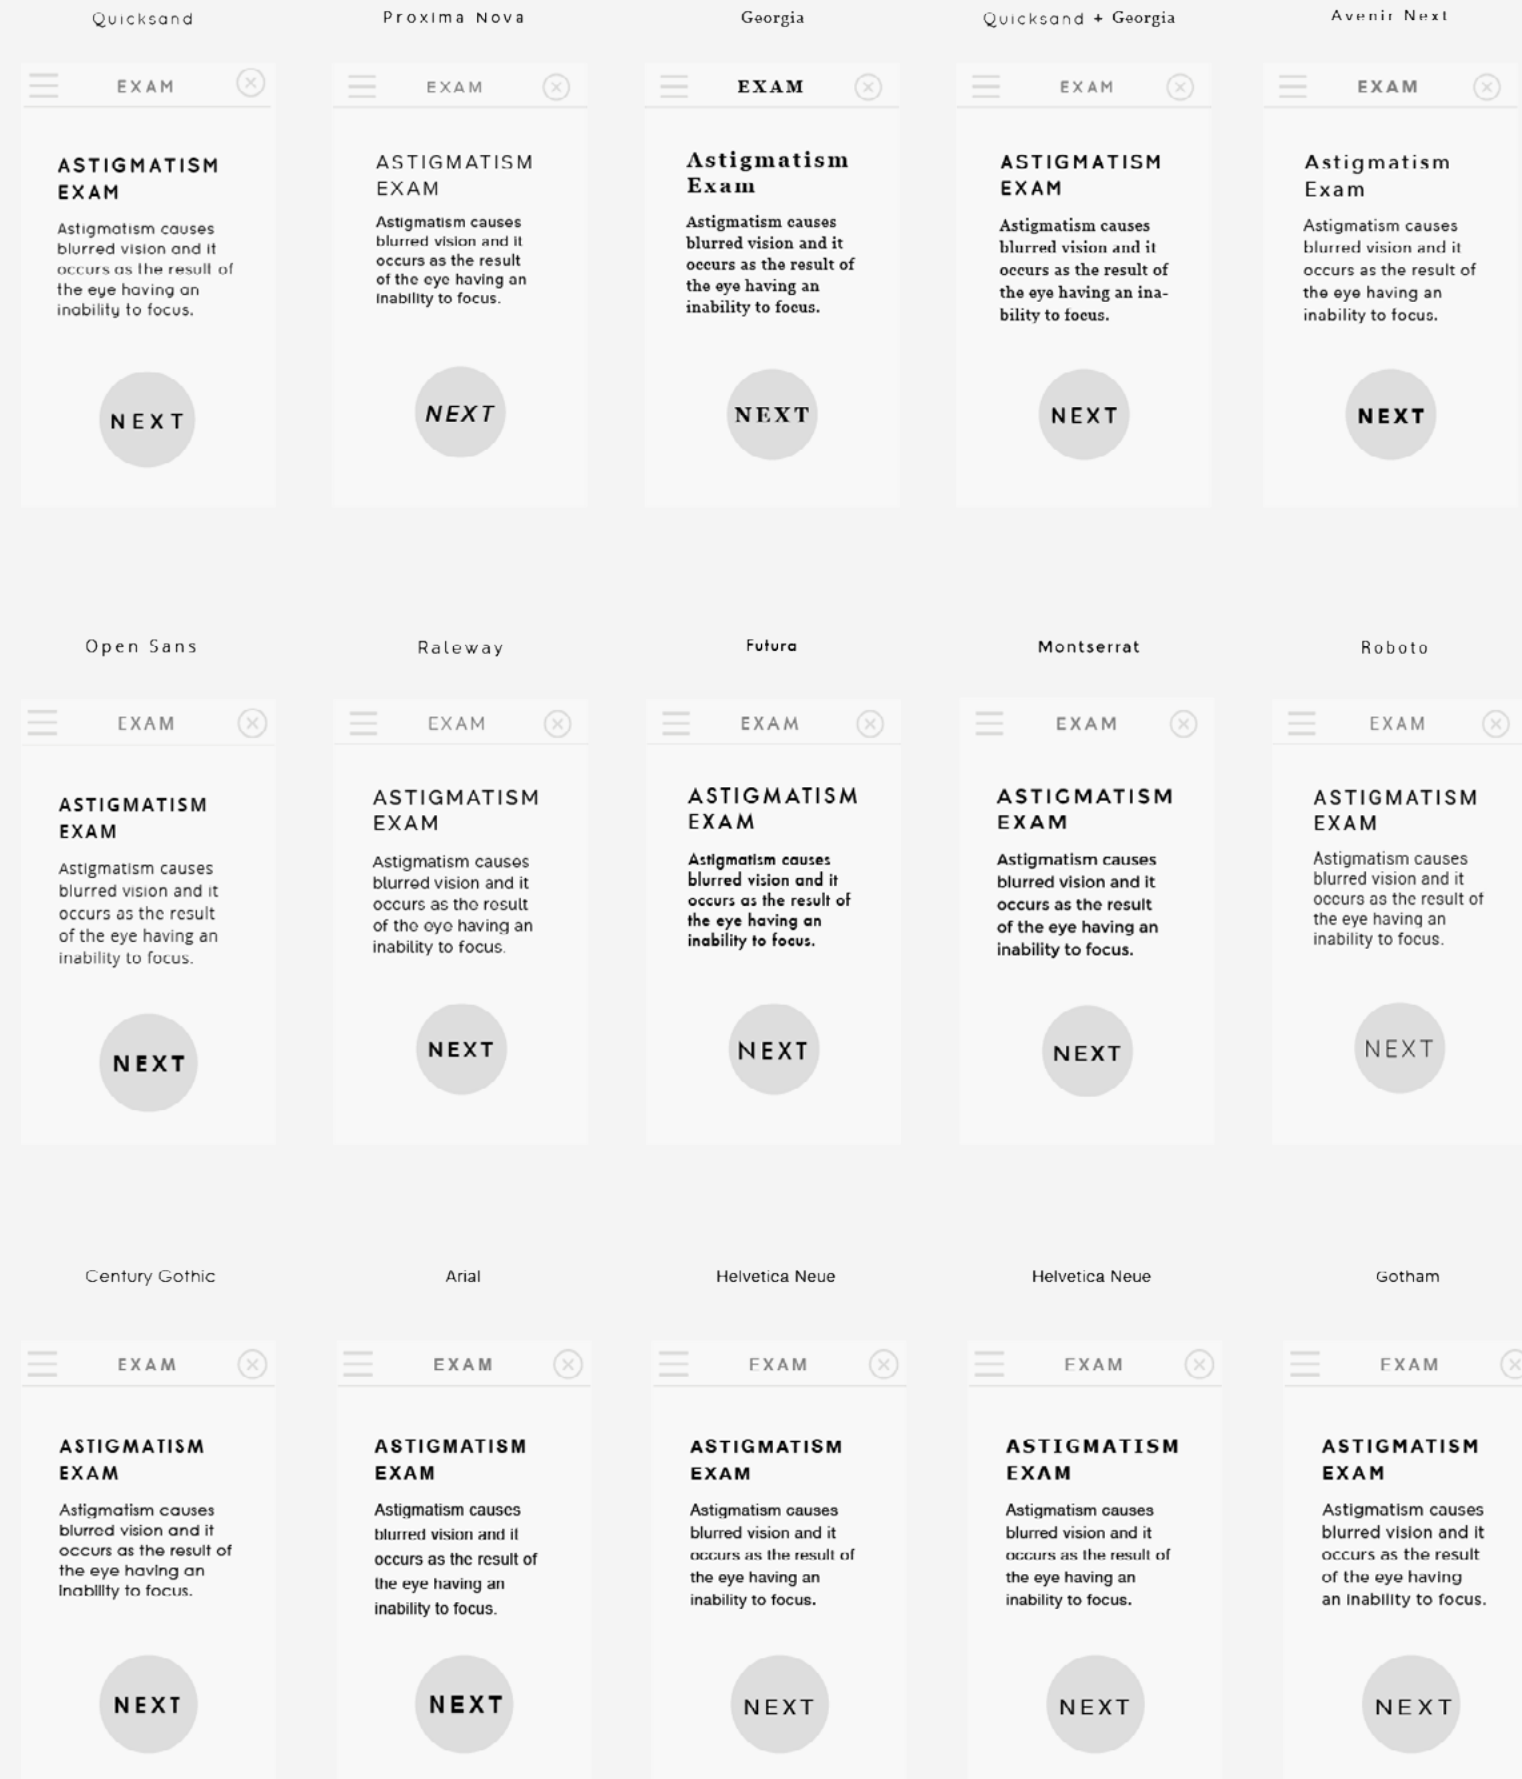 Quicksand
EXAM
ASTIGMATISM
EXAM
Astigmatism causes
blurred vision and it
occurs as the result of
the eye having an
inability to focus.
NEXT
Proxima Nova
EXAM
ASTIGMATISM
EXAM
Astigmatism causes
blurred vision and it
occurs as the result
of the eye having an
inability to focus.
NEXT
Georgia
EXAM
Astigmatism
Exam
Astigmatism causes
blurred vision and it
occurs as the result of
the eye having an
inability to focus.
NEXT
Quicksand + Georgia
EXAM
ASTIGMATISM
EXAM
Astigmatism causes
blurred vision and it
occurs as the result of
the eye having an ina-
bility to focus.
NEXT
Avenir Next
EXAM
Astigmatism
Exam
Astigmatism causes
blurred vision and it
occurs as the result of
the eye having an
inability to focus.
NEXT
Open Sans
EXAM
ASTIGMATISM
EXAM
Astigmatism causes
blurred vision and it
occurs as the result
of the eye having an
inability to focus.
NEXT
Raleway
EXAM
ASTIGMATISM
EXAM
Astigmatism causes
blurred vision and it
occurs as the result
of the eye having an
inability to focus.
NEXT
Futura
EXAM
ASTIGMATISM
EXAM
Astigmatism causes
blurred vision and it
occurs as the result of
the eye having an
inability to focus.
NEXT
Montserrat
EXAM
ASTIGMATISM
EXAM
Astigmatism causes
blurred vision and it
occurs as the result
of the eye having an
inability to focus.
NEXT
Roboto
EXAM
ASTIGMATISM
EXAM
Astigmatism causes
blurred vision and it
occurs as the result of
the eye having an
inability to focus.
NEXT
Century Gothic
EXAM
ASTIGMATISM
EXAM
Astigmatism causes
blurred vision and it
occurs as the result of
the eye having an
inability to focus.
NEXT
Arial
EXAM
ASTIGMATISM
EXAM
Astigmatism causes
blurred vision and it
occurs as the result of
the eye having an
inability to focus.
NEXT
Helvetica Neue
EXAM
ASTIGMATISM
EXAM
Astigmatism causes
blurred vision and it
occurs as the result of
the eye having an
inability to focus.
NEXT
Helvetica Neue
EXAM
ASTIGMATISM
EXAM
Astigmatism causes
blurred vision and it
occurs as the result of
the eye having an
inability to focus.
NEXT
Gotham
EXAM
ASTIGMATISM
EXAM
Astigmatism causes
blurred vision and it
occurs as the result
of the eye having
an inability to focus.
NEXT